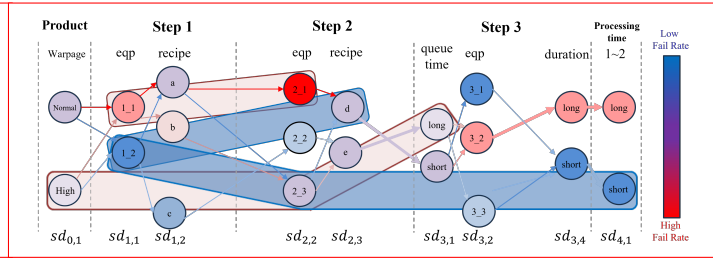 Product Step 1 Step 2 Step 3 Processing time 1~2
Low Fail Rate
Warpage eqp recipe eqp recipe queue time eqp duration
Normal 1_1 a 2_1 d long 3_1 long long
b 2_2 3_2
1_2 e short short
High c 2_3 3_3 short
High Fail Rate
sd0,1 sd1,1 sd1,2 sd2,2 sd2,3 sd3,1 sd3,2 sd3,4 sd4,1